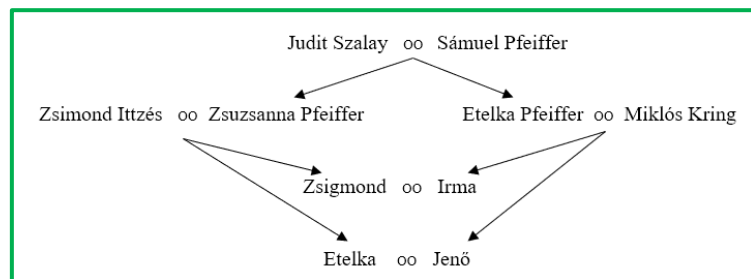 Judit Szalay oo Sámuel Pfeiffer
Zsimond Ittzés oo Zsuzsanna Pfeiffer Etelka Pfeiffer oo Miklós Kring
Zsigmond oo Irma
Etelka oo Jenő